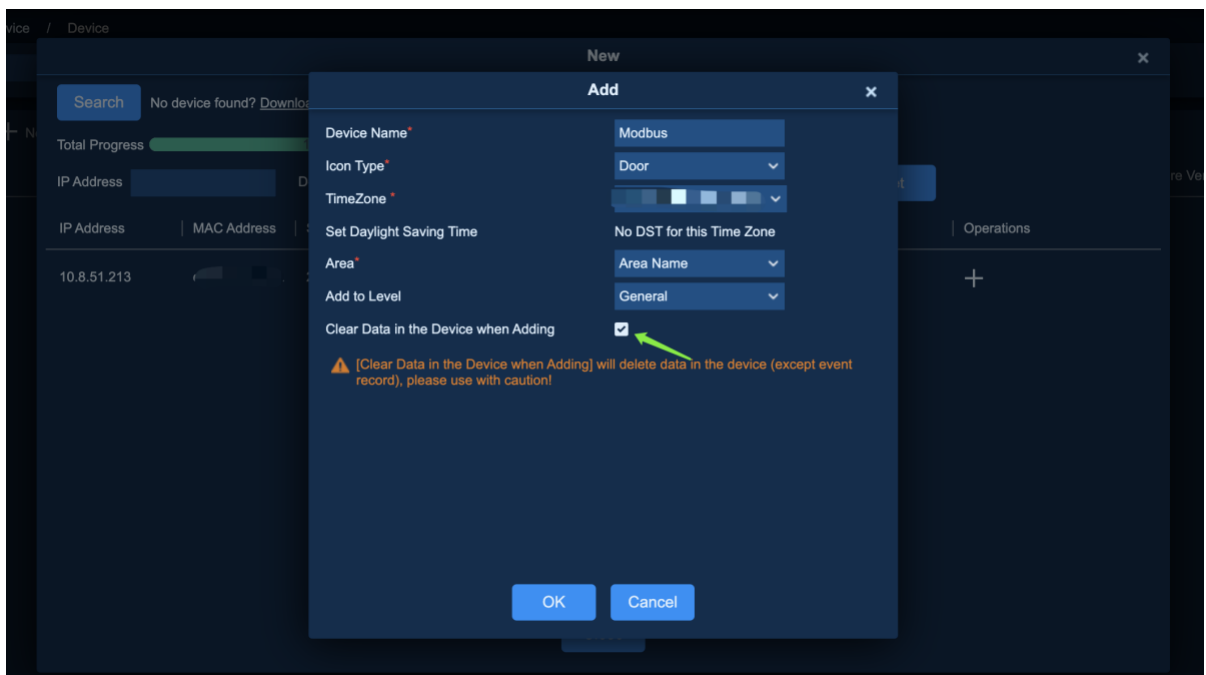 vice / Device
New
Search No device found?
Add
Device Name*
Modbus
Total Progress
Icon Type*
Door
IP Address
TimeZone *
IP Address
MAC Address
Set Daylight Saving Time
No DST for this Time Zone
Operations
Area*
Area Name
10.8.51.213
Add to Level
General
Clear Data in the Device when Adding
[Clear Data in the Device when Adding] will delete data in the device (except event
record), please use with caution!
OK
Cancel